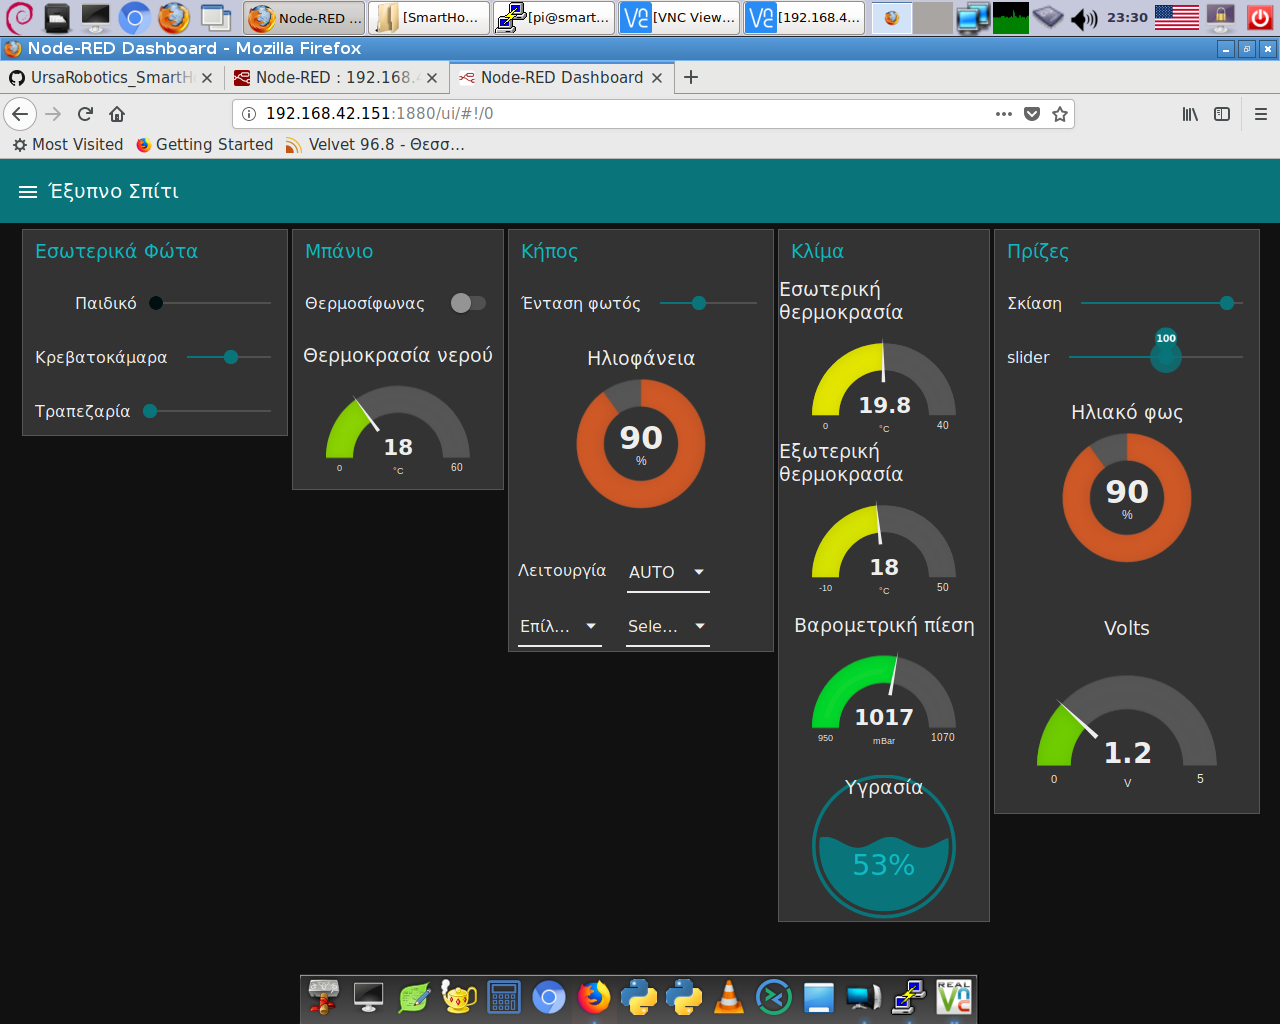 Node-RED ...
[SmartHo...
[pi@smart...
[VNC View...
[192.168.4...
23:30
Node-RED Dashboard - Mozilla Firefox
UrsaRobotics_SmartH
Node-RED : 192.168.4
Node-RED Dashboard
192.168.42.151:1880/ui/#!/0
Most Visited
Getting Started
Velvet 96.8 - Θεσσ...
Έξυπνο Σπίτι
Εσωτερικά Φώτα
Παιδικό
Κρεβατοκάμαρα
Τραπεζαρία
Μπάνιο
Θερμοσίφωνας
Θερμοκρασία νερού
18
°C
0
60
Κήπος
Ένταση φωτός
Ηλιοφάνεια
90
%
Λειτουργία
AUTO
Επίλ...
Sele...
Κλίμα
Εσωτερική
θερμοκρασία
19.8
°C
0
40
Εξωτερική
θερμοκρασία
18
°C
-10
50
Βαρομετρική πίεση
1017
mBar
950
1070
Υγρασία
53%
Πρίζες
Σκίαση
100
slider
Ηλιακό φως
90
%
Volts
1.2
V
0
5
REAL
VNC